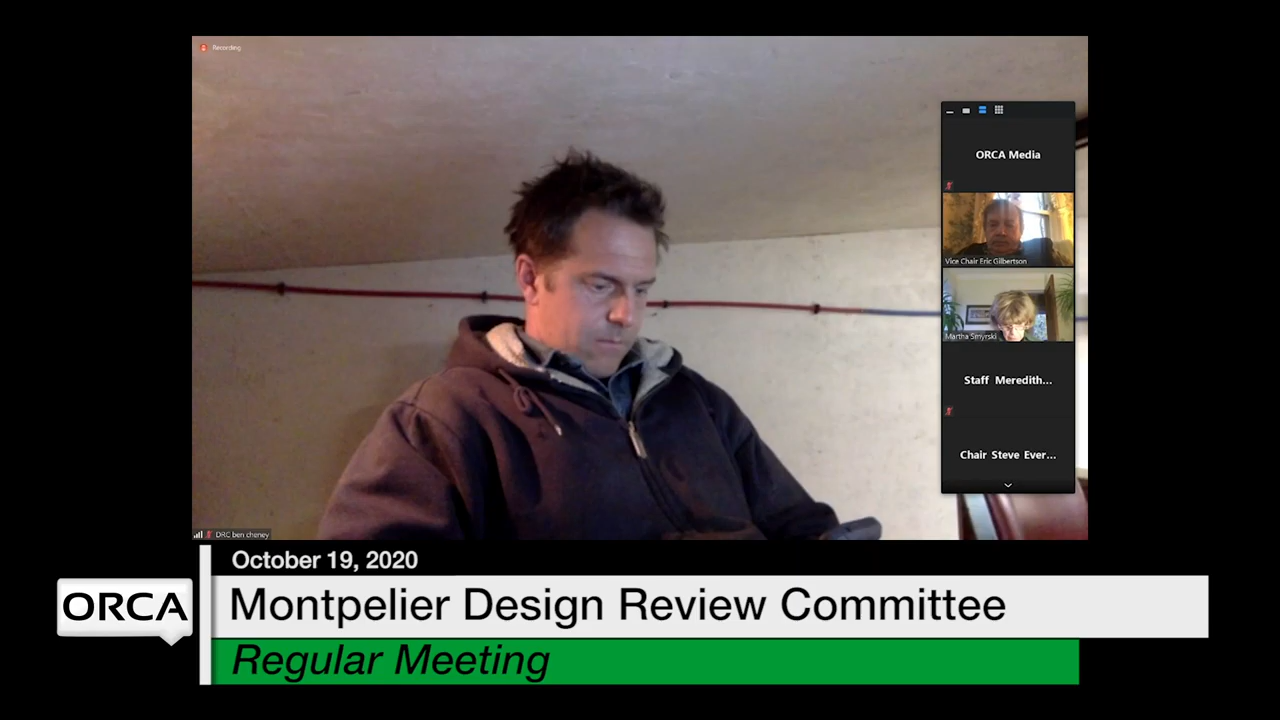 Recording
ORCA Media
Vice Chair Eric Gilbertson
Martha Smyrski
Staff Meredith...
Chair Steve Ever...
DRC ben cheney
October 19, 2020
ORCA
Montpelier Design Review Committee
Regular Meeting